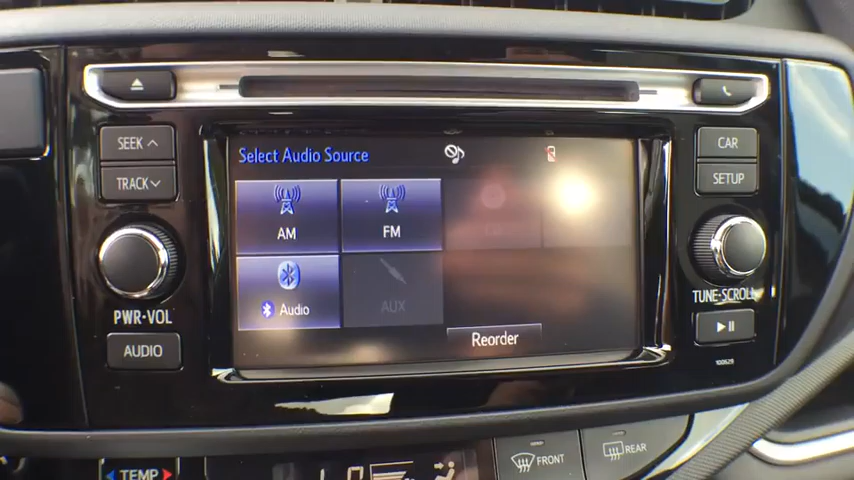 SEEK
TRACK
PWR•VOL
AUDIO
Select Audio Source
AM
FM
Audio
AUX
Reorder
CAR
SETUP
TUNE•SCROLL
100629
TEMP
FRONT
REAR